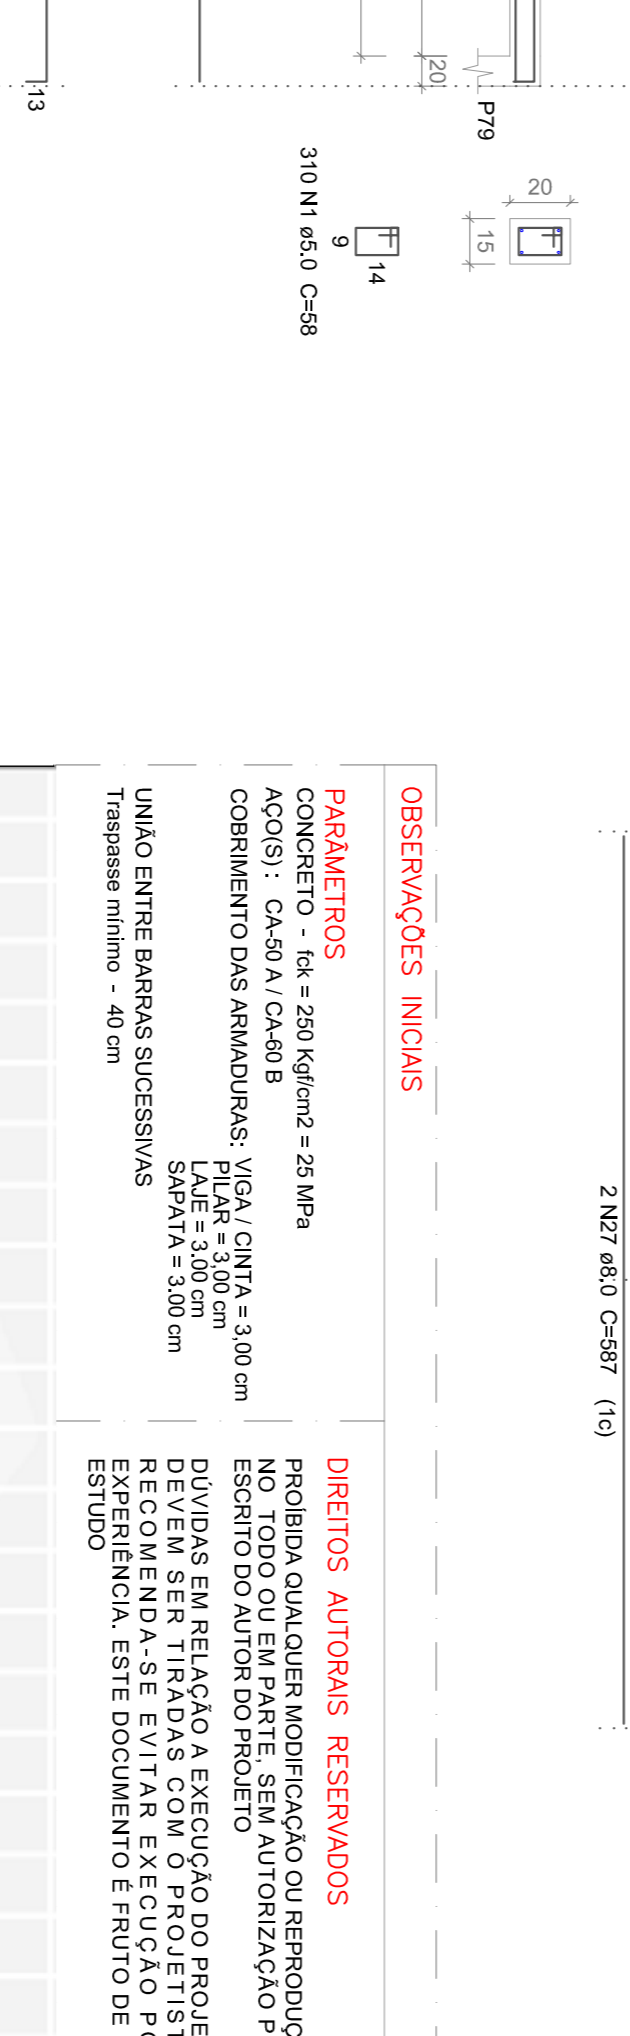 13
20
P79
20
15
14
9
310 N1 ø5.0 C=58
2 N27 ø8.0 C=587 (1c)
OBSERVAÇÕES INICIAIS
PARÂMETROS
CONCRETO - fck = 250 Kgf/cm2 = 25 MPa
AÇO(S) : CA-50 A / CA-60 B
COBRIMENTO DAS ARMADURAS: VIGA / CINTA = 3,00 cm
PILAR = 3,00 cm
LAJE = 3.00 cm
SAPATA = 3.00 cm
UNIÃO ENTRE BARRAS SUCESSIVAS
Traspasse mínimo - 40 cm
DIREITOS AUTORAIS RESERVADOS
PROÍBIDA QUALQUER MODIFICAÇÃO OU REPRODUÇ
NO TODO OU EM PARTE, SEM AUTORIZAÇÃO P
ESCRITO DO AUTOR DO PROJETO
DÚVIDAS EM RELAÇÃO A EXECUÇÃO DO PROJE
DEVEM SER TIRADAS COM O PROJETIST
RECOMENDA-SE EVITAR EXECUÇÃO PO
EXPERIÊNCIA. ESTE DOCUMENTO É FRUTO DE
ESTUDO